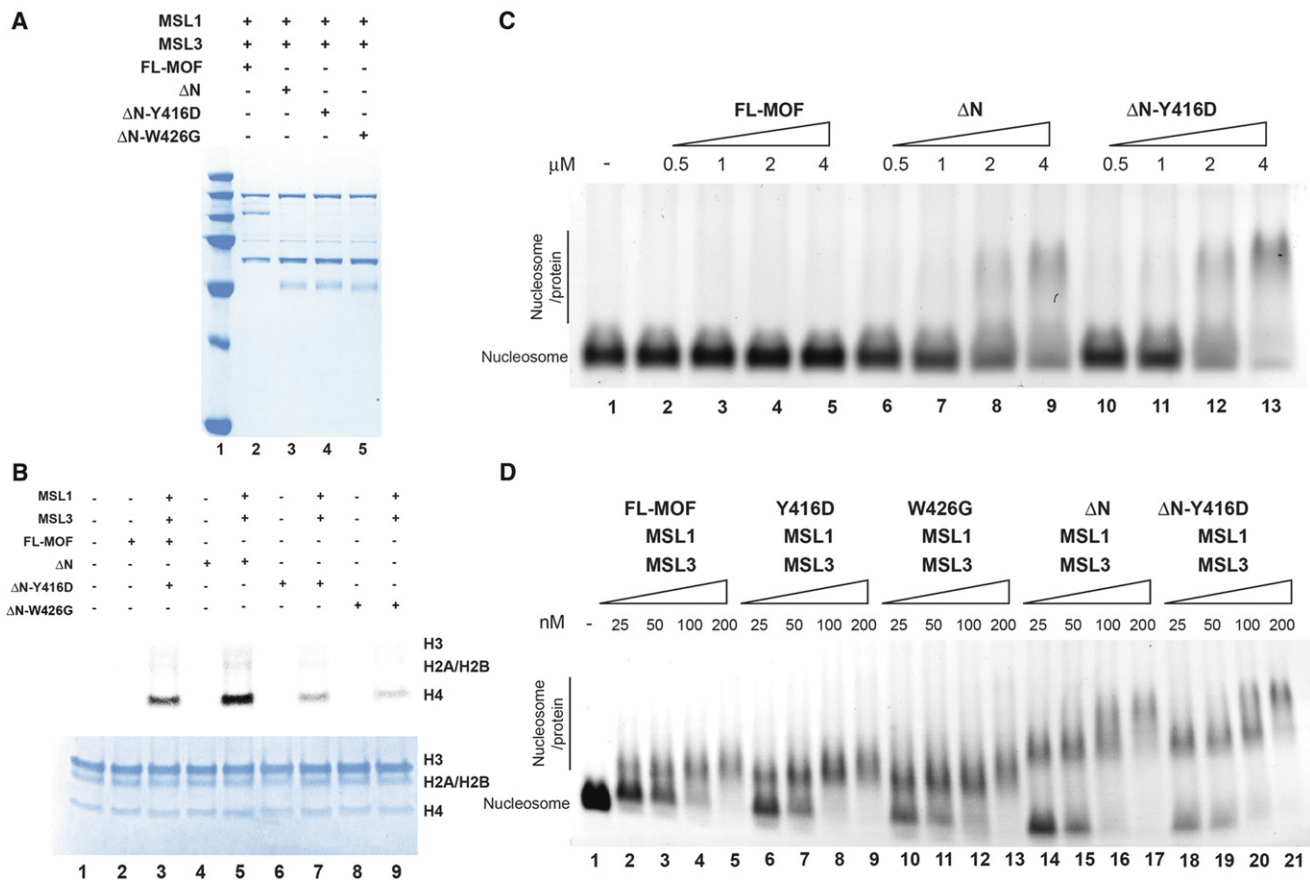 A
MSL1 + + + +
MSL3 + + + +
FL-MOF + - - -
ΔN - + - -
ΔN-Y416D - - + -
ΔN-W426G - - - +
1 2 3 4 5
B
MSL1 - - + - + - + - +
MSL3 - - + - + - + - +
FL-MOF - + + - - - - - -
ΔN - - - + + - - - -
ΔN-Y416D - - + - - + + - -
ΔN-W426G - - - - - - - + +
H3
H2A/H2B
H4
H3
H2A/H2B
H4
1 2 3 4 5 6 7 8 9
C
FL-MOF ΔN ΔN-Y416D
μM - 0.5 1 2 4 0.5 1 2 4 0.5 1 2 4
Nucleosome
/protein
Nucleosome
1 2 3 4 5 6 7 8 9 10 11 12 13
D
FL-MOF Y416D W426G ΔN ΔN-Y416D
MSL1 MSL1 MSL1 MSL1 MSL1
MSL3 MSL3 MSL3 MSL3 MSL3
nM - 25 50 100 200 25 50 100 200 25 50 100 200 25 50 100 200 25 50 100 200
Nucleosome
/protein
Nucleosome
1 2 3 4 5 6 7 8 9 10 11 12 13 14 15 16 17 18 19 20 21